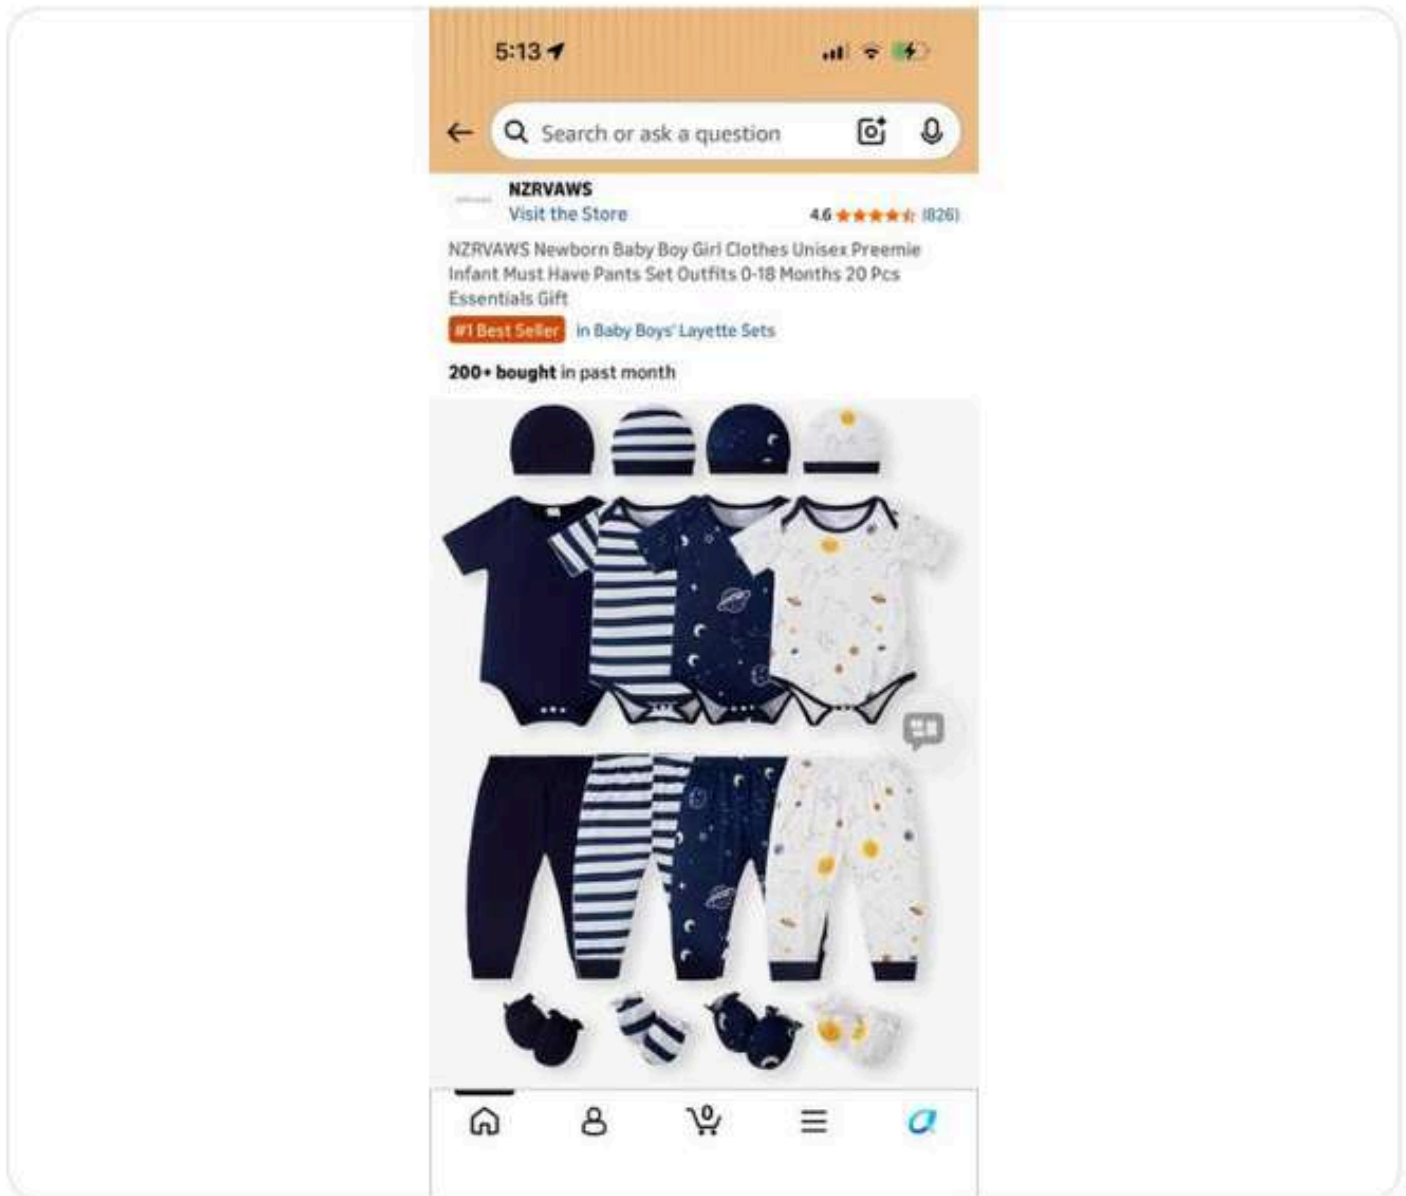 5:13
Search or ask a question
NZRVAWS
Visit the Store
4.6 (826)
NZRVAWS Newborn Baby Boy Girl Clothes Unisex Preemie
Infant Must Have Pants Set Outfits 0-18 Months 20 Pcs
Essentials Gift
#1 Best Seller in Baby Boys' Layette Sets
200+ bought in past month
0